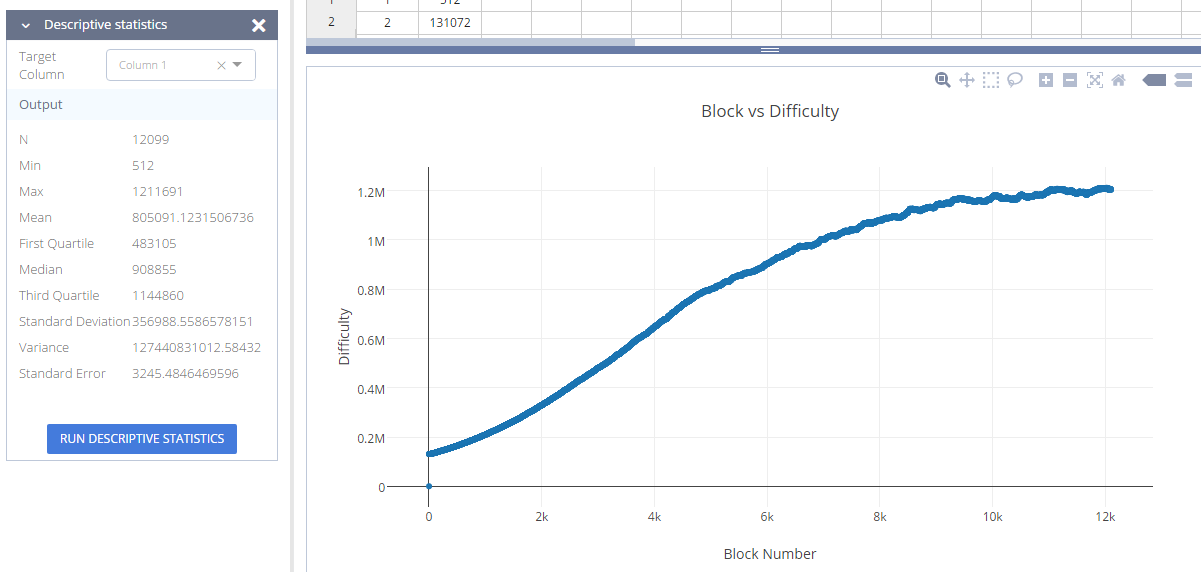 Descriptive statistics
Target Column
Column 1
Output
N 12099
Min 512
Max 1211691
Mean 805091.1231506736
First Quartile 483105
Median 908855
Third Quartile 1144860
Standard Deviation 356988.5586578151
Variance 127440831012.58432
Standard Error 3245.4846469596
RUN DESCRIPTIVE STATISTICS
1 1 512
2 2 131072
Block vs Difficulty
1.2M
1M
0.8M
0.6M
0.4M
0.2M
0
Difficulty
0 2k 4k 6k 8k 10k 12k
Block Number